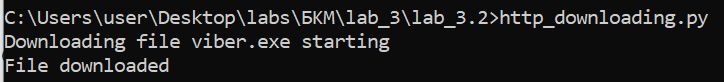 C:\Users\user\Desktop\labs\БКМ\lab_3\lab_3.2>http_downloading.py
Downloading file viber.exe starting
File downloaded